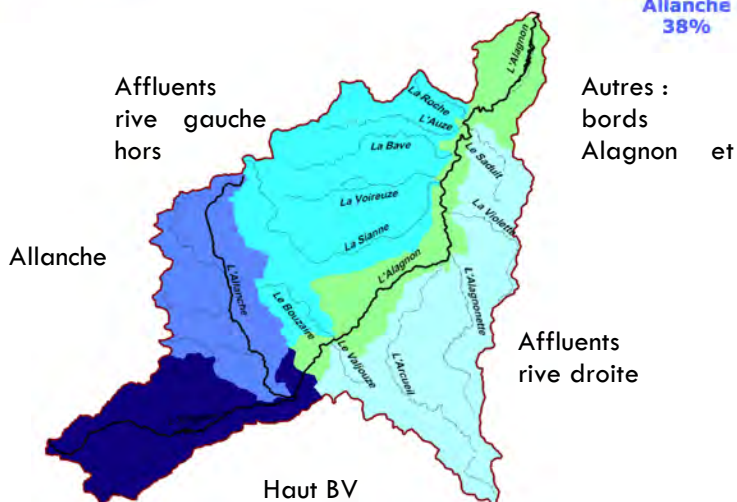 Allanche
38%
Affluents
rive gauche
hors
Autres :
bords
Alagnon et
L'Alagnon
La Roche
L'Auze
La Bave
Le Saduit
La Voireuze
La Violette
La Sianne
Allanche
L'Allanche
L'Alagnon
L'Alagnonette
Le Bouzaire
Le Valjouze
L'Arcueil
Affluents
rive droite
Haut BV